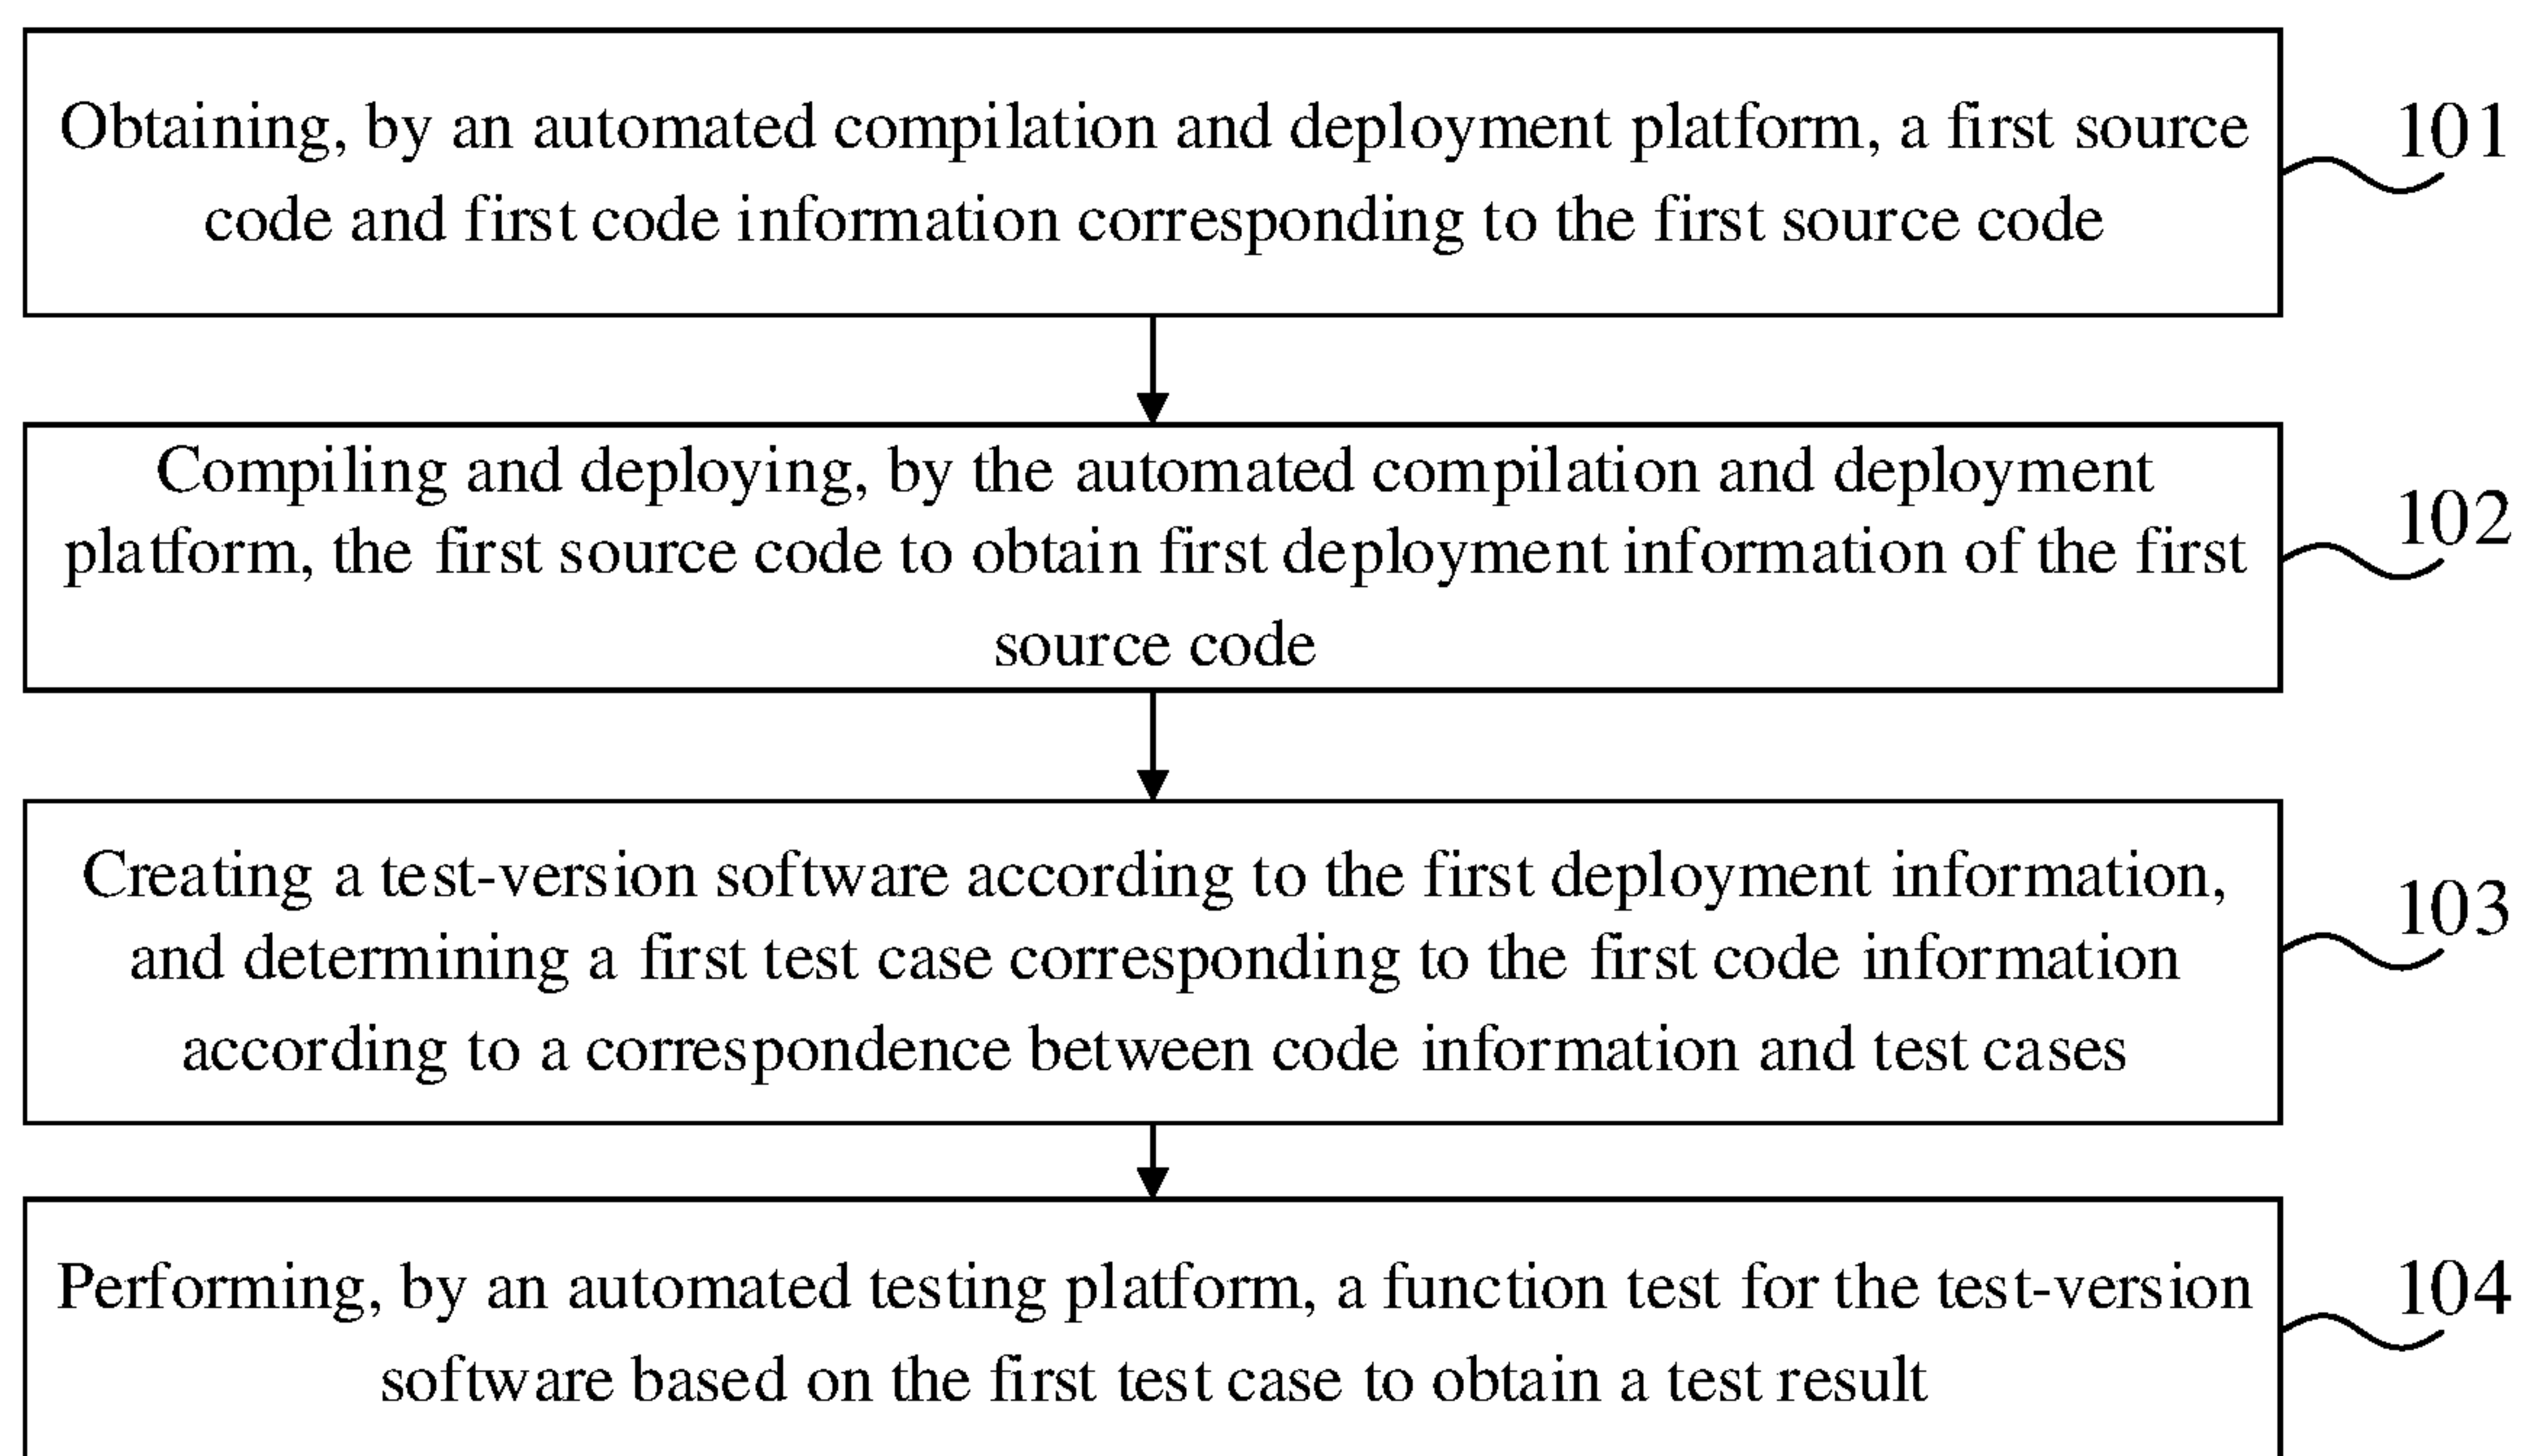 Obtaining, by an automated compilation and deployment platform, a first source
code and first code information corresponding to the first source code
101
Compiling and deploying, by the automated compilation and deployment
platform, the first source code to obtain first deployment information of the first
source code
102
Creating a test-version software according to the first deployment information,
and determining a first test case corresponding to the first code information
according to a correspondence between code information and test cases
103
Performing, by an automated testing platform, a function test for the test-version
software based on the first test case to obtain a test result
104